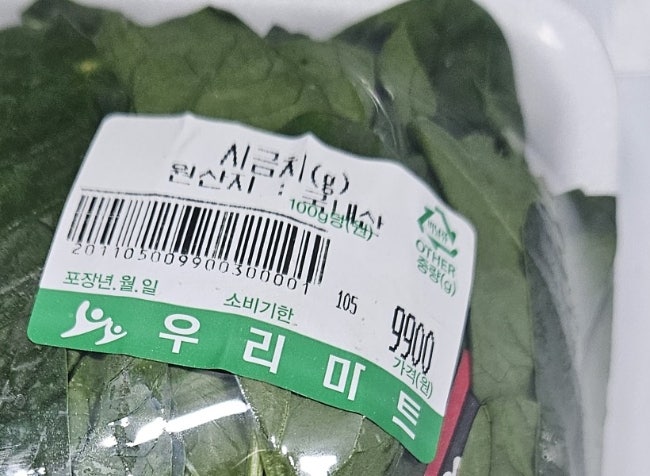 시금치(g)
원산지 : 국내산
100g당(원)
2011050099003000001
OTHER
중량(g)
포장년.월.일
소비기한
105
9900
가격(원)
우리마트